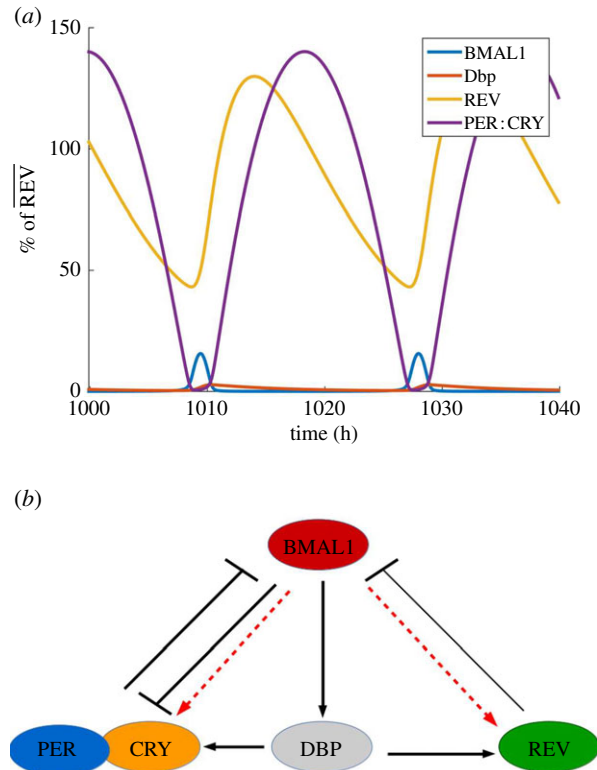 (a)
150
100
50
0
% of REV
BMAL1
Dbp
REV
PER:CRY
1000
1010
1020
1030
1040
time (h)
(b)
BMAL1
PER
CRY
DBP
REV